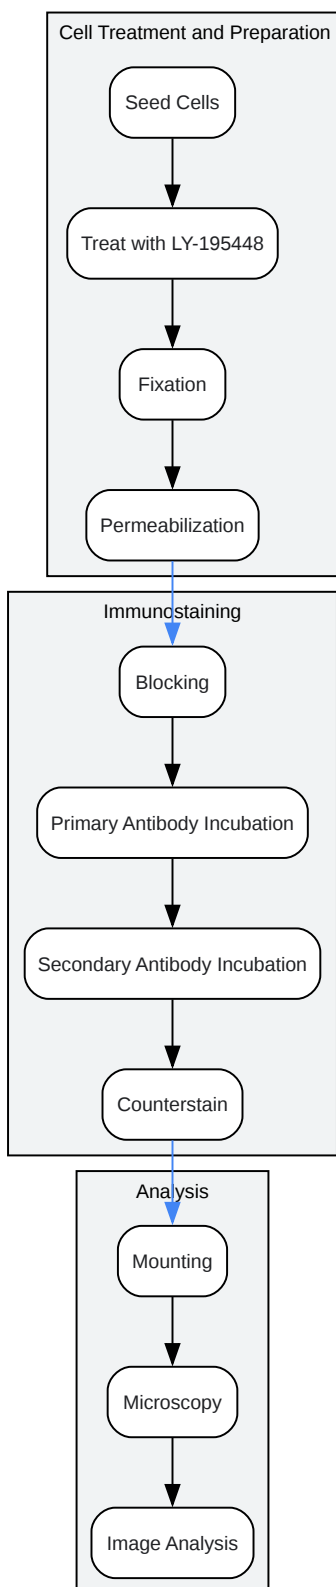 Cell Treatment and Preparation
Seed Cells
Treat with LY-195448
Fixation
Permeabilization
Immunostaining
Blocking
Primary Antibody Incubation
Secondary Antibody Incubation
Counterstain
Analysis
Mounting
Microscopy
Image Analysis